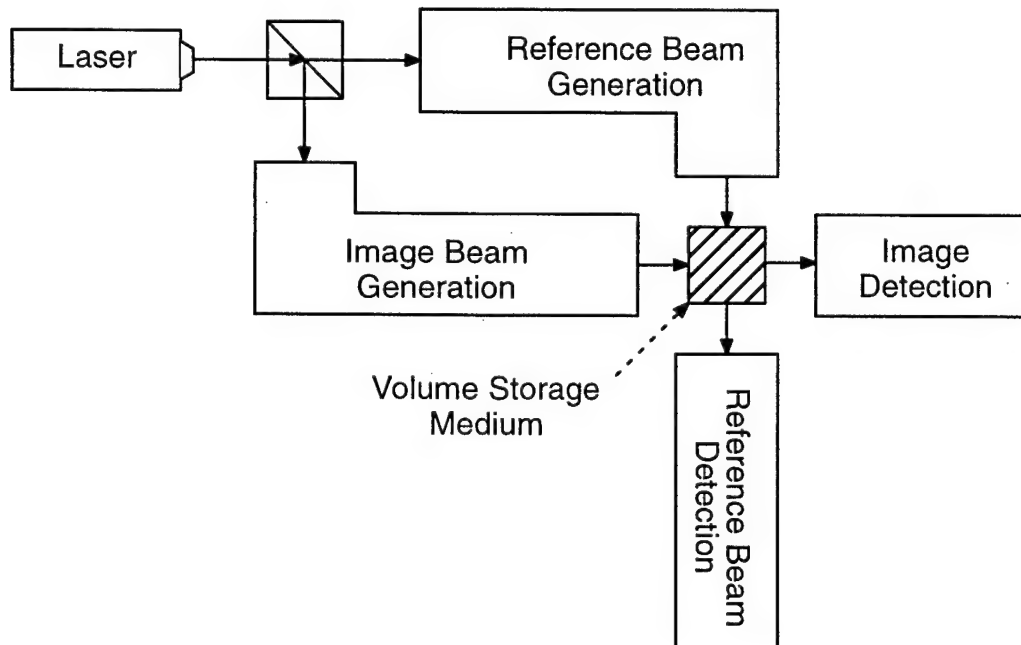 Laser
Reference Beam
Generation
Image Beam
Generation
Image
Detection
Volume Storage
Medium
Reference Beam
Detection